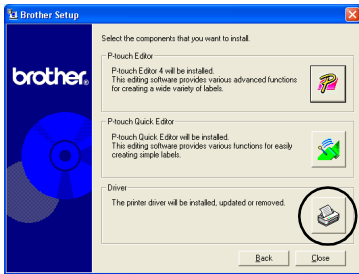 Brother Setup
Select the components that you want to install.
brother®
P-touch Editor
P-touch Editor 4 will be installed.
This editing software provides various advanced functions
for creating a wide variety of labels.
P-touch Quick Editor
P-touch Quick Editor will be installed.
This editing software provides various functions for easily
creating simple labels.
Driver
The printer driver will be installed, updated or removed.
Back Close